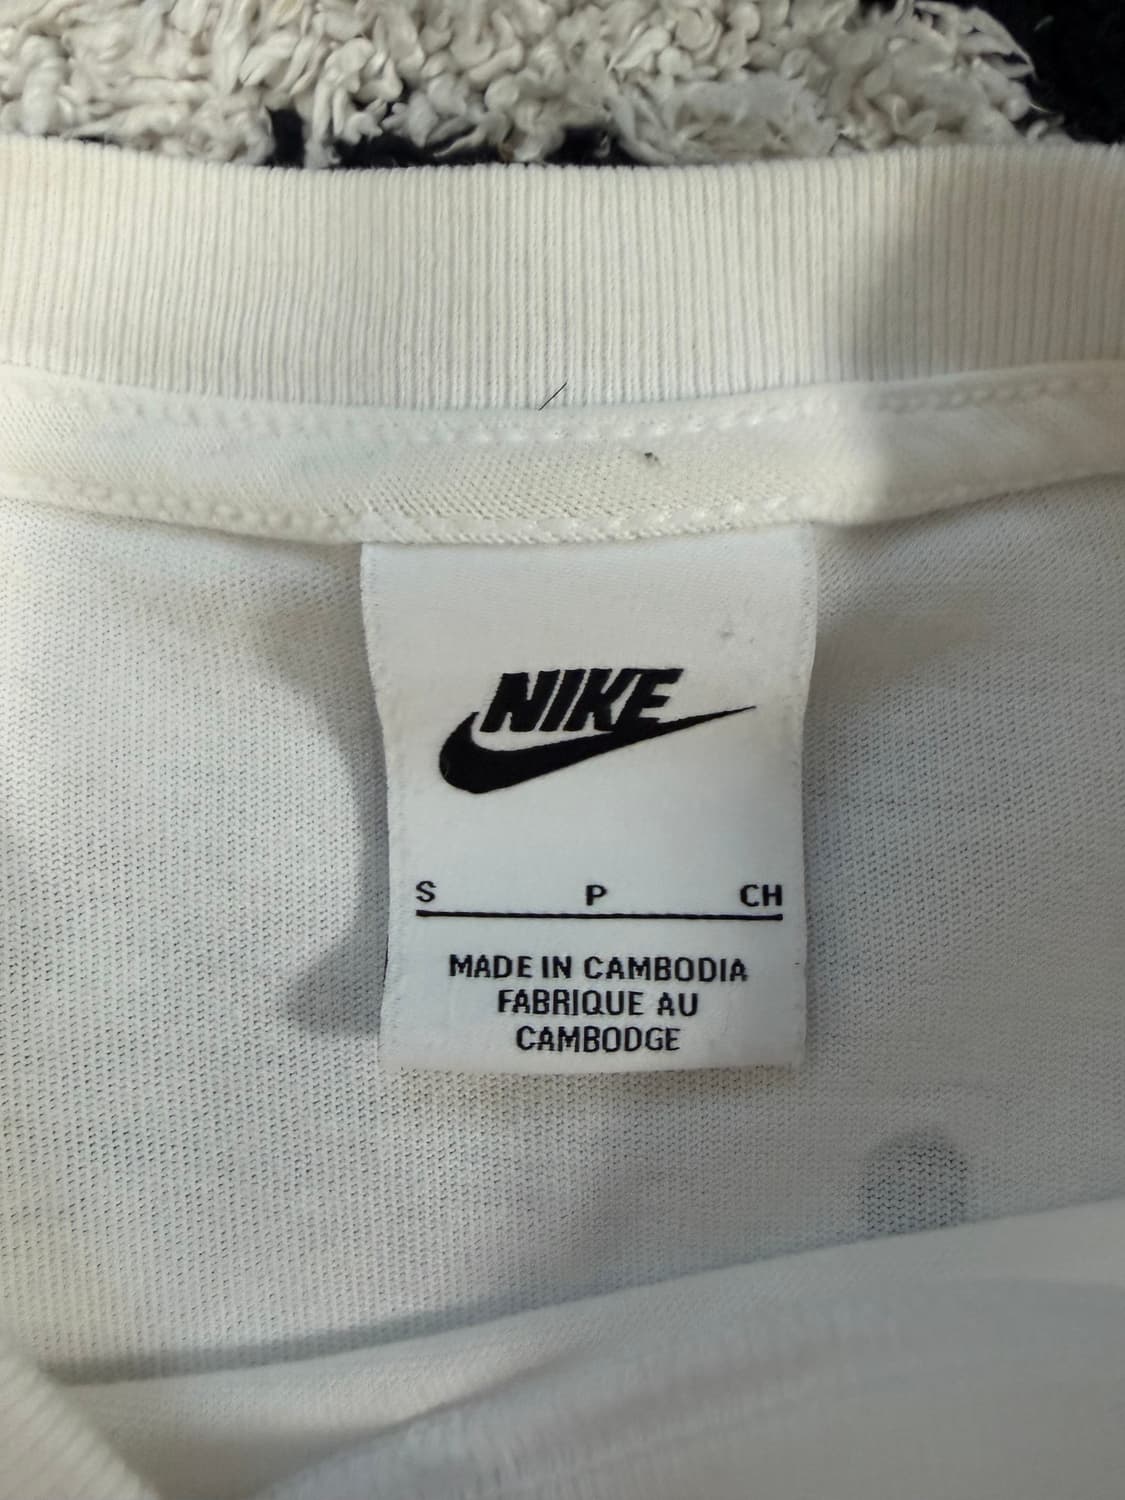 NIKE
S P CH
MADE IN CAMBODIA
FABRIQUE AU
CAMBODGE